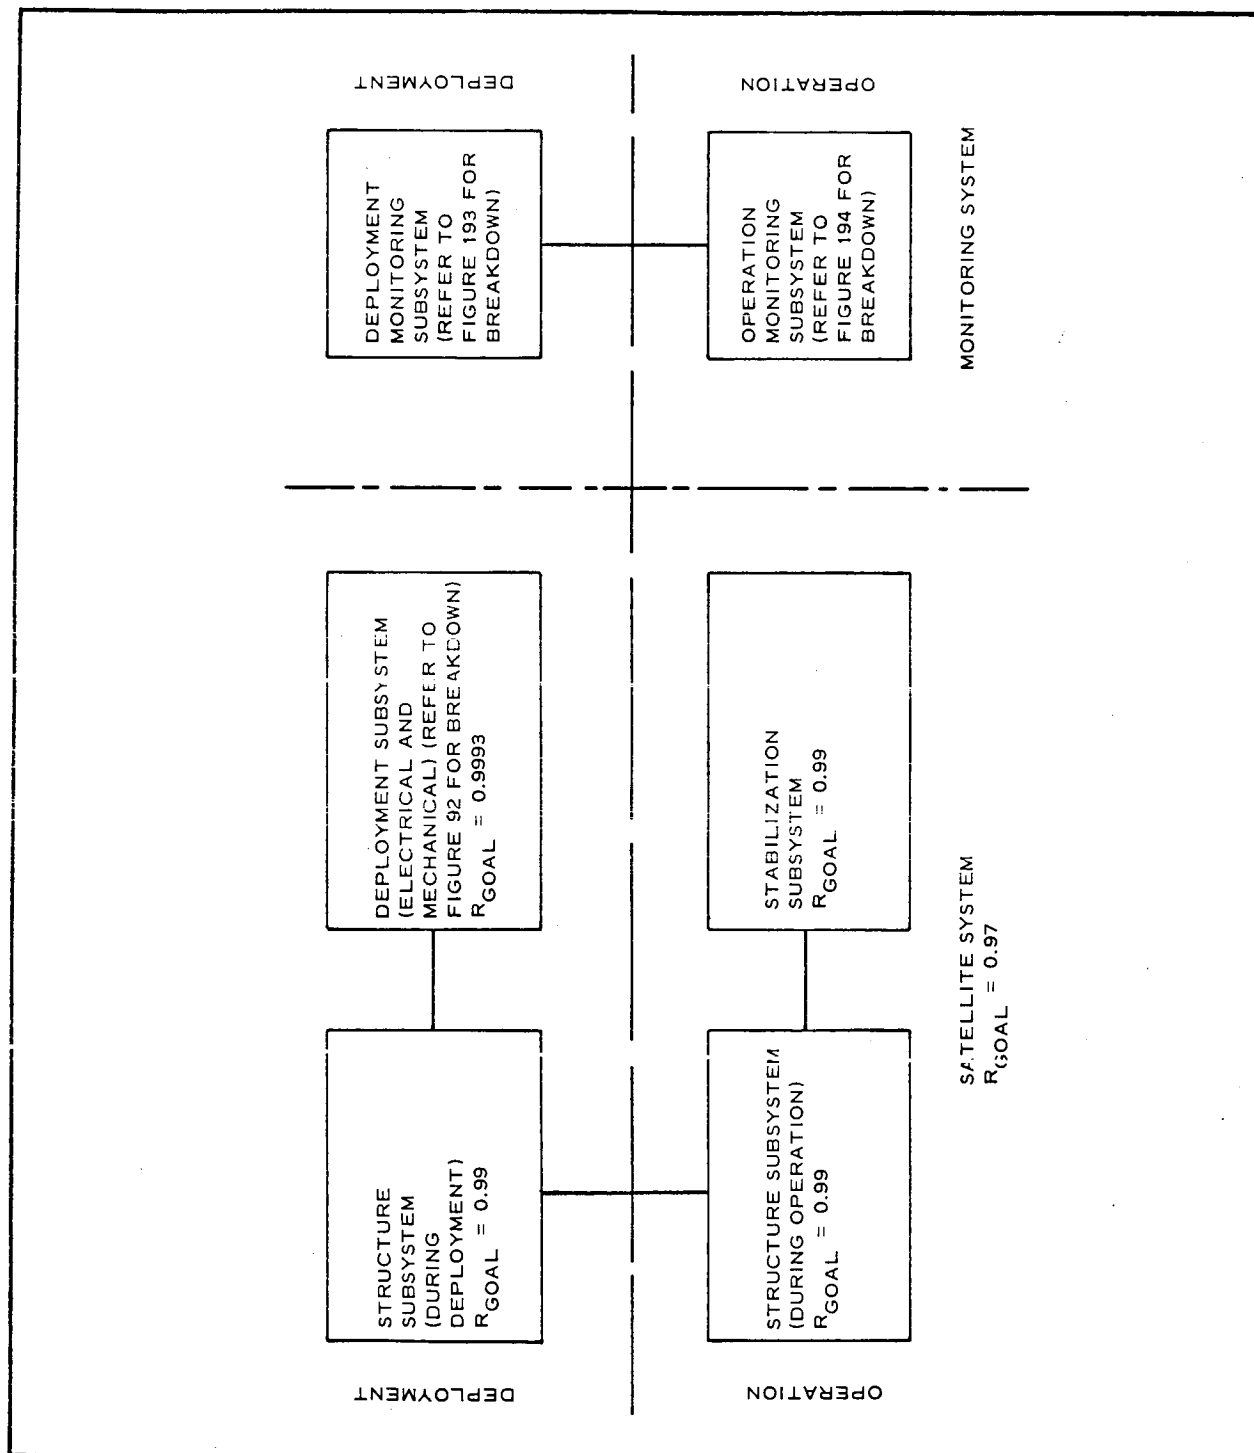 DEPLOYMENT
STRUCTURE
SUBSYSTEM
(DURING
DEPLOYMENT)
RGOAL = 0.99
DEPLOYMENT SUBSYSTEM
(ELECTRICAL AND
MECHANICAL) (REFER TO
FIGURE 92 FOR BREAKDOWN)
RGOAL = 0.9993
DEPLOYMENT
MONITORING
SUBSYSTEM
(REFER TO
FIGURE 193 FOR
BREAKDOWN)
DEPLOYMENT
OPERATION
STRUCTURE SUBSYSTEM
(DURING OPERATION)
RGOAL = 0.99
STABILIZATION
SUBSYSTEM
RGOAL = 0.99
OPERATION
MONITORING
SUBSYSTEM
(REFER TO
FIGURE 194 FOR
BREAKDOWN)
OPERATION
SATELLITE SYSTEM
RGOAL = 0.97
MONITORING SYSTEM